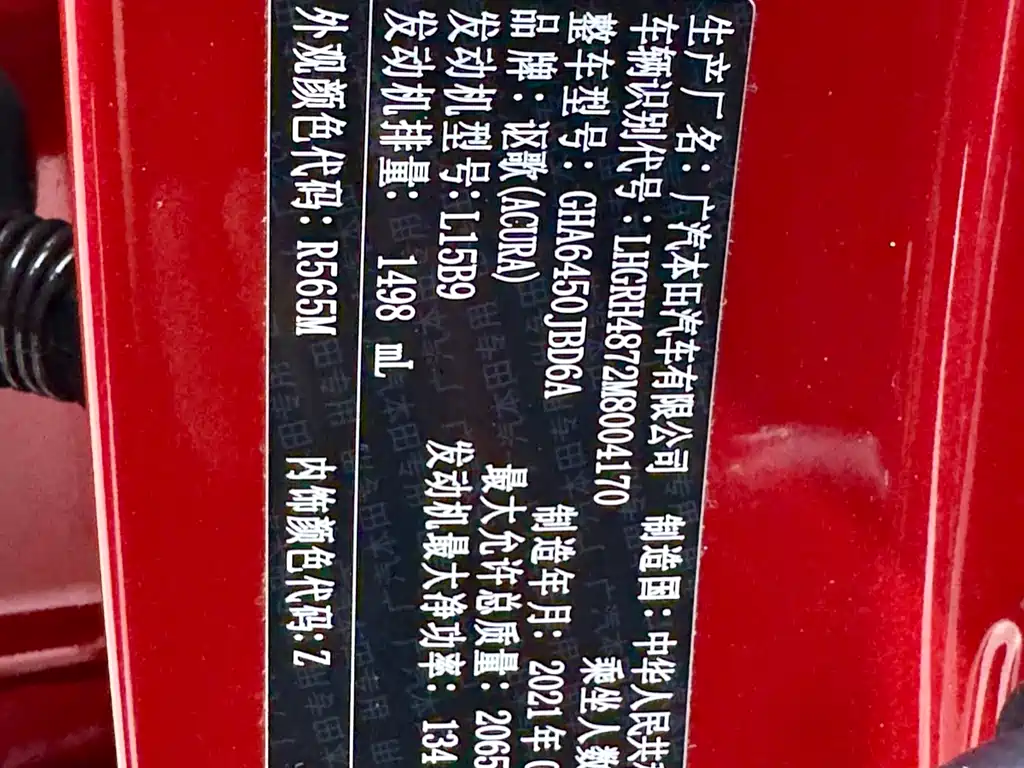 生产厂名：广汽本田汽车有限公司 制造国：中华人民共
车辆识别代号：LHGRH4872M8004170 乘坐人数
整车型号：GHA6450JBD6A 制造年月：2021年
品牌：讴歌(ACURA) 最大允许总质量：2065
发动机型号：L15B9 发动机最大净功率：134
发动机排量：1498 mL
外观颜色代码：R565M 内饰颜色代码：Z